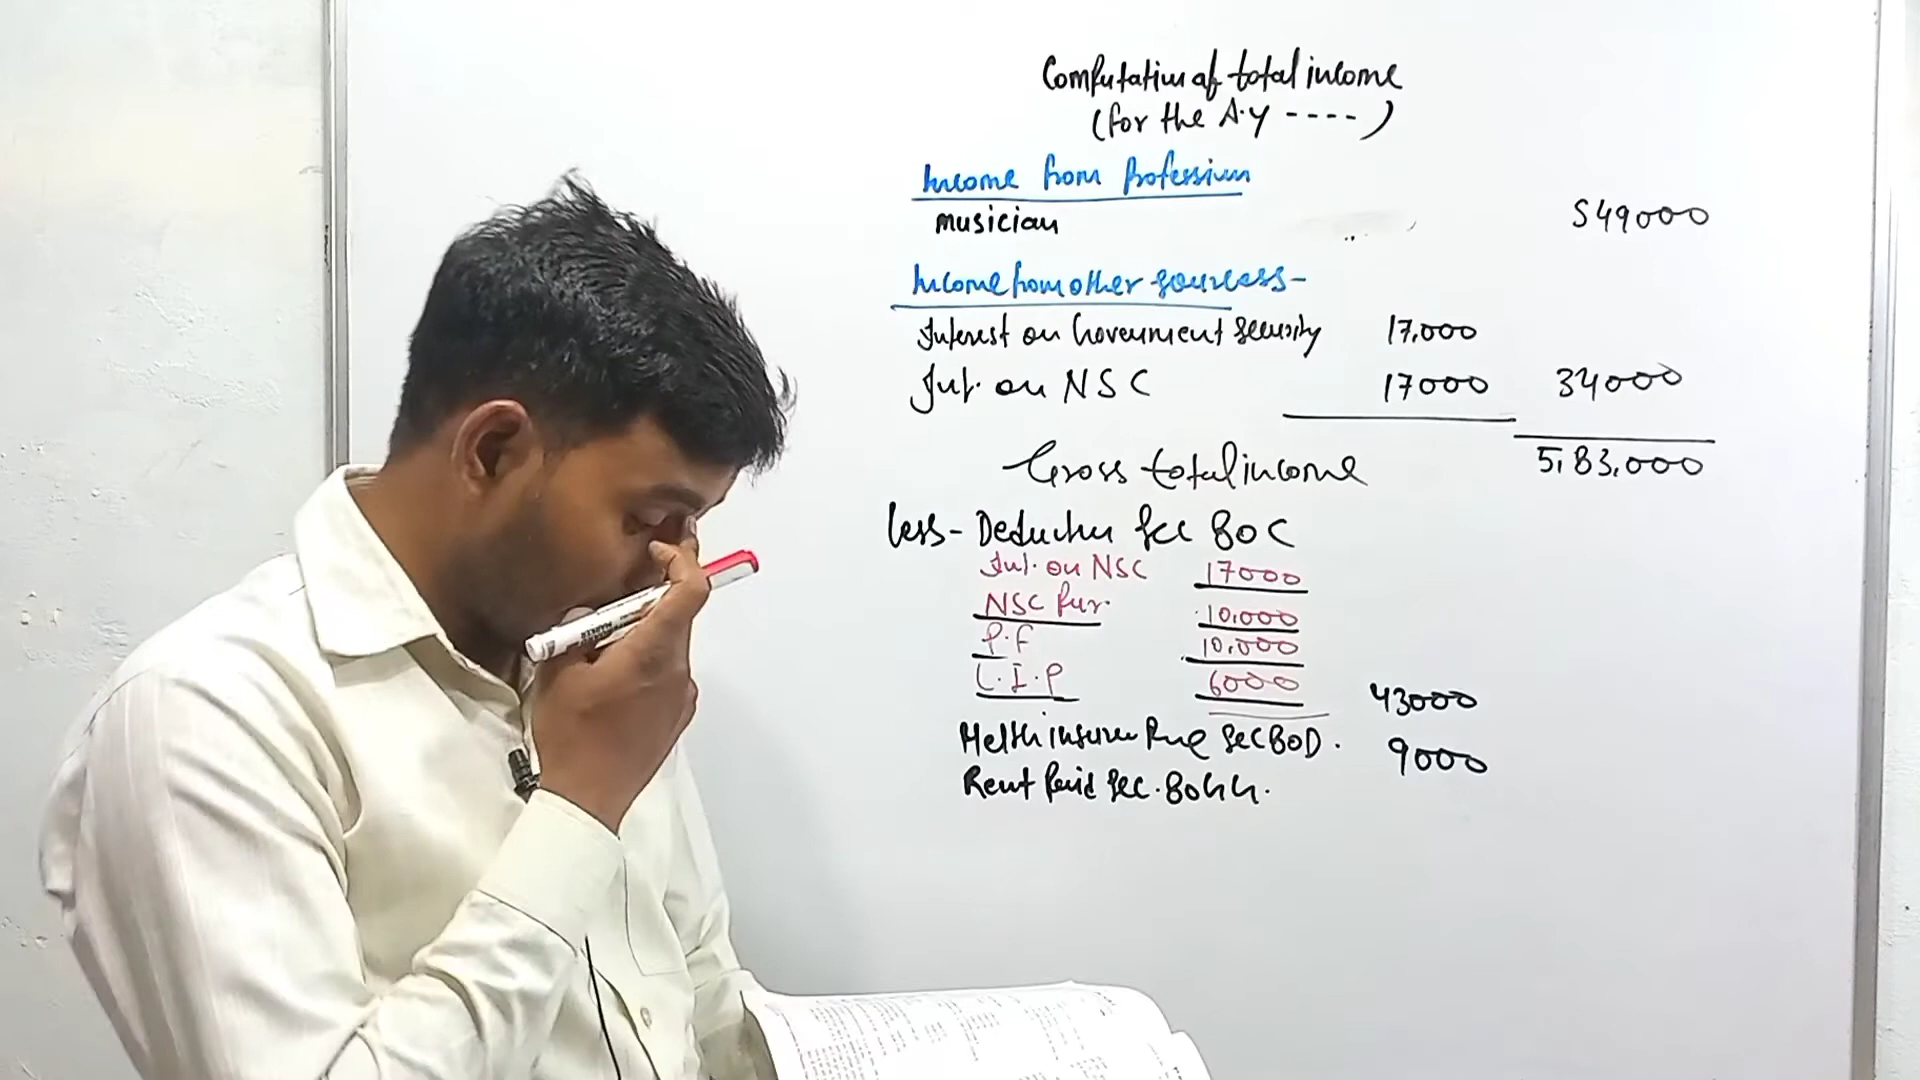 Computation of total income
(for the A.Y ----)
Income from Profession
musician 549000
Income from other sources-
Interest on Government Security 17,000
Int. on NSC 17000 34000
Gross total income 5,83,000
less- Deduction Sec 80C
Int. on NSC 17000
NSC Pur. 10,000
P.F 10,000
L.I.P 6000 43000
Sec 80D. 9000
Rent Paid Sec. 80GG.